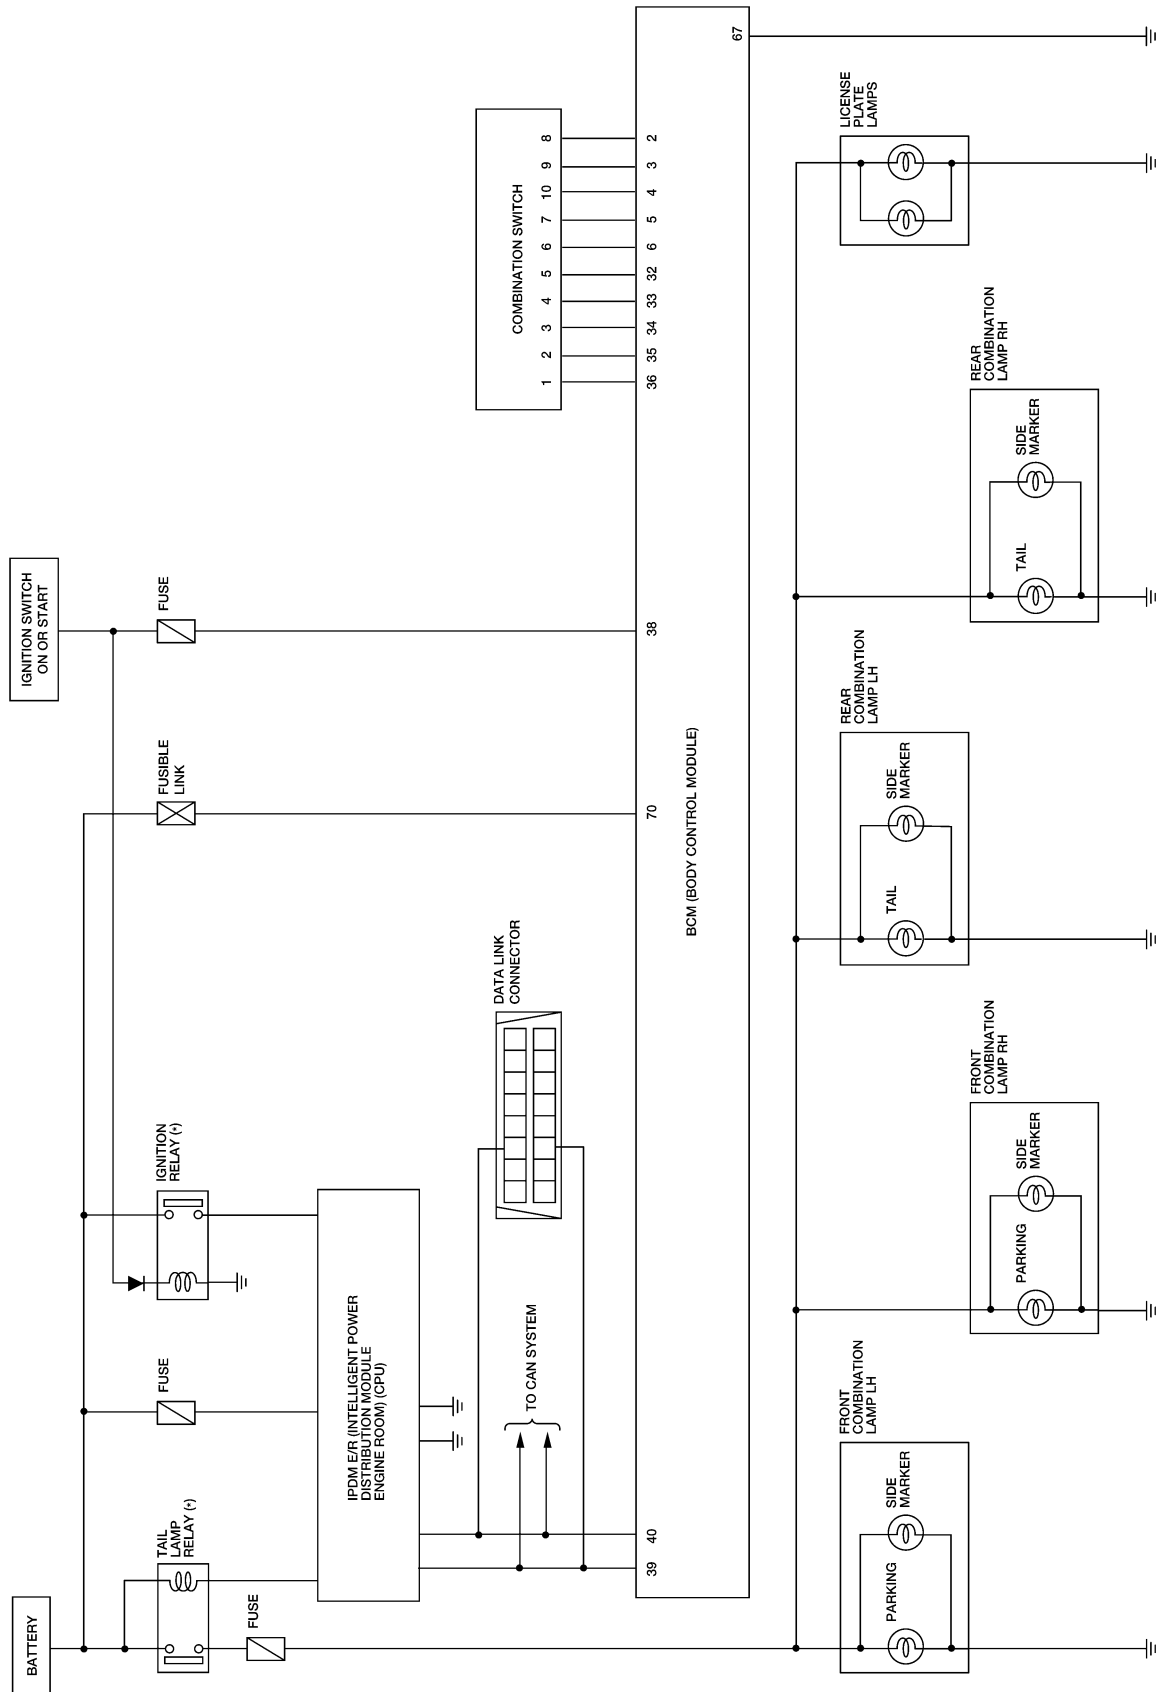 BATTERY
TAIL
LAMP
RELAY (*)
FUSE
FUSE
IGNITION
RELAY (*)
FUSIBLE
LINK
IGNITION SWITCH
ON OR START
FUSE
IPDM E/R (INTELLIGENT POWER
DISTRIBUTION MODULE
ENGINE ROOM) (CPU)
TO CAN SYSTEM
DATA LINK
CONNECTOR
COMBINATION SWITCH
1 2 3 4 5 6 7 10 9 8
39 40 70 38 36 35 34 33 32 6 5 4 3 2 67
BCM (BODY CONTROL MODULE)
FRONT
COMBINATION
LAMP LH
PARKING
SIDE
MARKER
FRONT
COMBINATION
LAMP RH
PARKING
SIDE
MARKER
REAR
COMBINATION
LAMP LH
TAIL
SIDE
MARKER
REAR
COMBINATION
LAMP RH
TAIL
SIDE
MARKER
LICENSE
PLATE
LAMPS